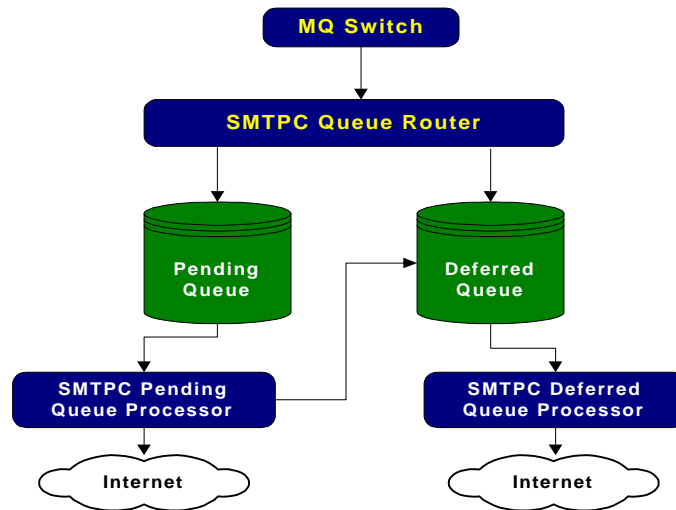 MQ Switch
SMTPC Queue Router
Pending
Queue
Deferred
Queue
SMTPC Pending
Queue Processor
SMTPC Deferred
Queue Processor
Internet
Internet